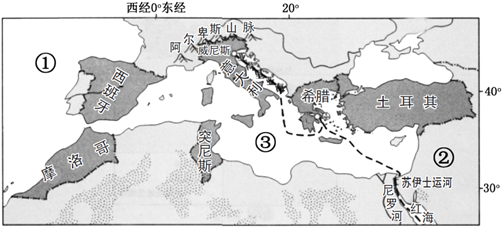 西经0°东经
20°
阿尔卑斯山脉
威尼斯
①
西班牙
意大利
希腊
土耳其
40°
摩洛哥
突尼斯
③
②
苏伊士运河
尼罗河
红海
30°